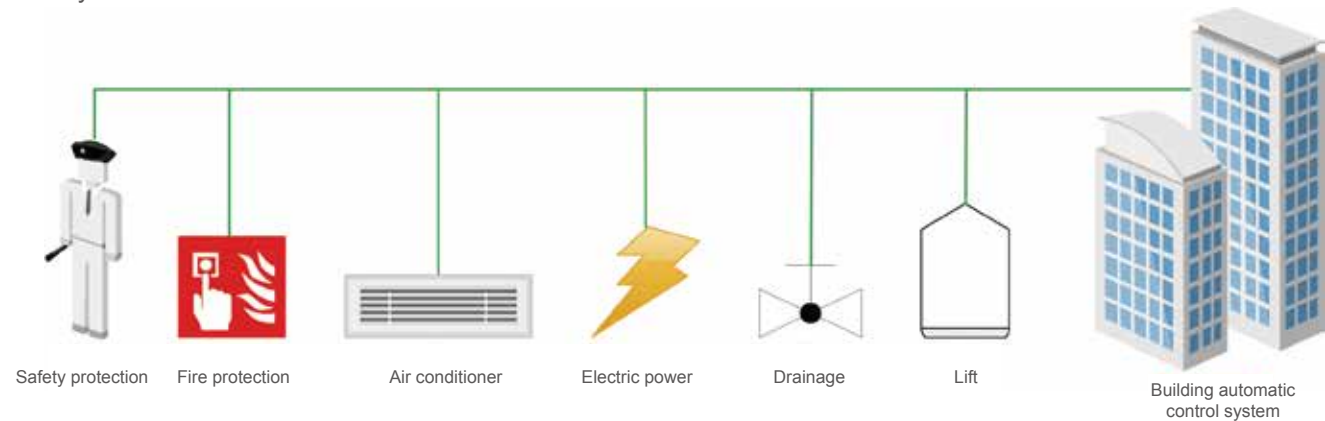 Safety protection
Fire protection
Air conditioner
Electric power
Drainage
Lift
Building automatic
control system